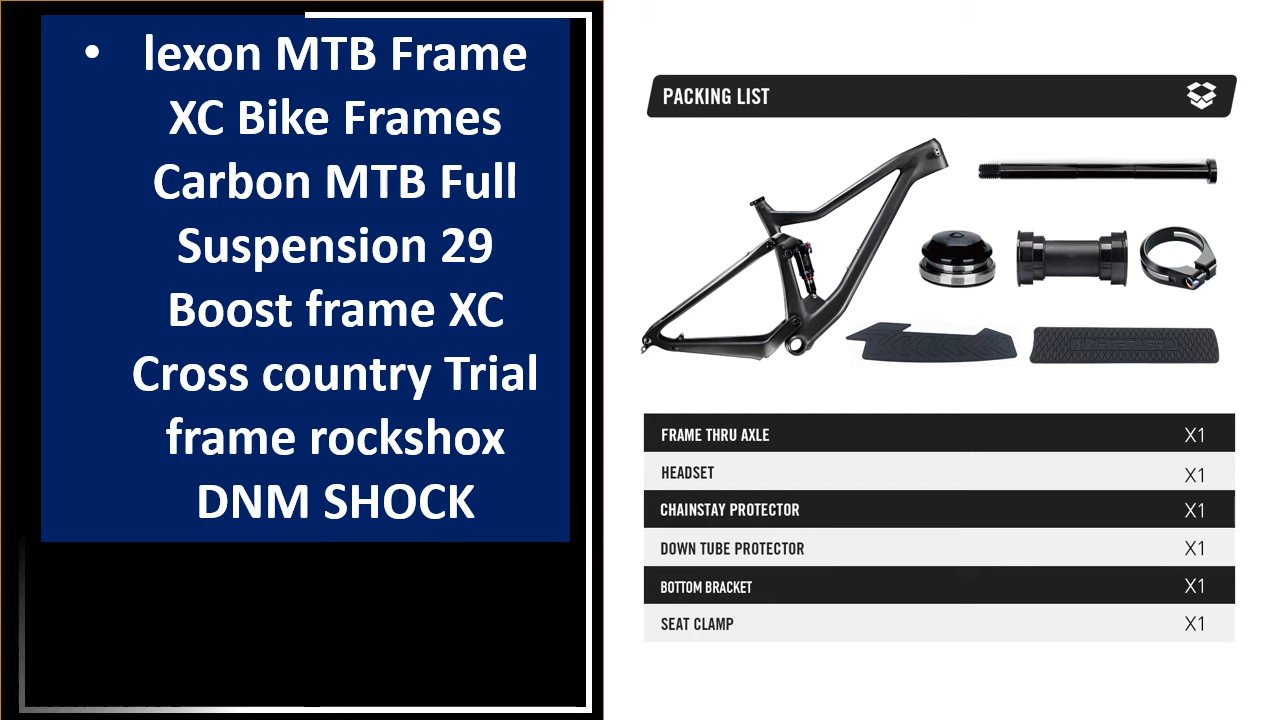 • lexon MTB Frame
XC Bike Frames
Carbon MTB Full
Suspension 29
Boost frame XC
Cross country Trial
frame rockshox
DNM SHOCK
PACKING LIST
FRAME THRU AXLE X1
HEADSET X1
CHAINSTAY PROTECTOR X1
DOWN TUBE PROTECTOR X1
BOTTOM BRACKET X1
SEAT CLAMP X1